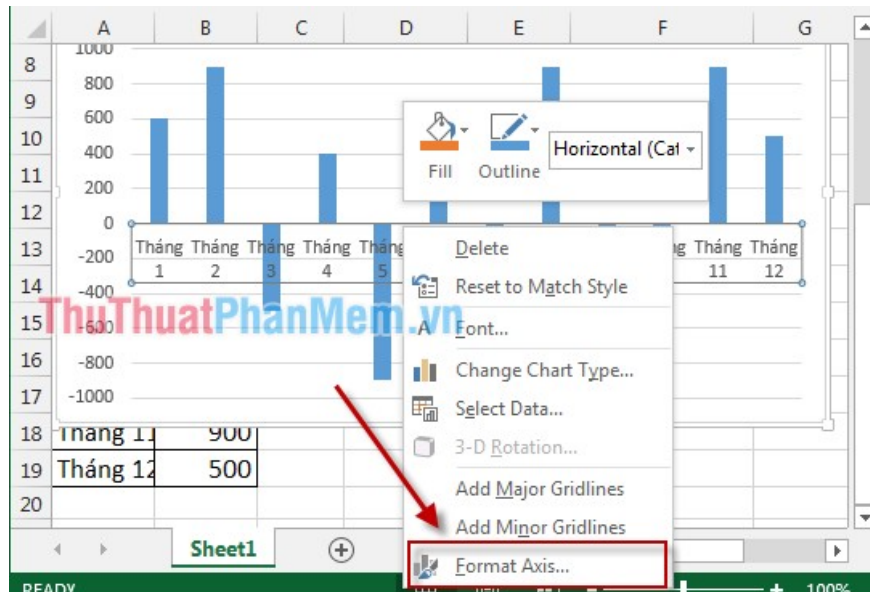 A B C D E F G
1000
8
800
9
600
Fill Outline Horizontal (Cat
10
400
11
200
12
0
13
Tháng Tháng Tháng Tháng Tháng Tháng Tháng
1 2 3 4 5 11 12
-200
14
-400
ThuThuatPhanMem.vn
15
-600
16
-800
17
-1000
Delete
Reset to Match Style
A Font...
Change Chart Type...
Select Data...
3-D Rotation...
Add Major Gridlines
Add Minor Gridlines
Format Axis...
18 Tháng 11 900
19 Tháng 12 500
20
Sheet1
READY
100%